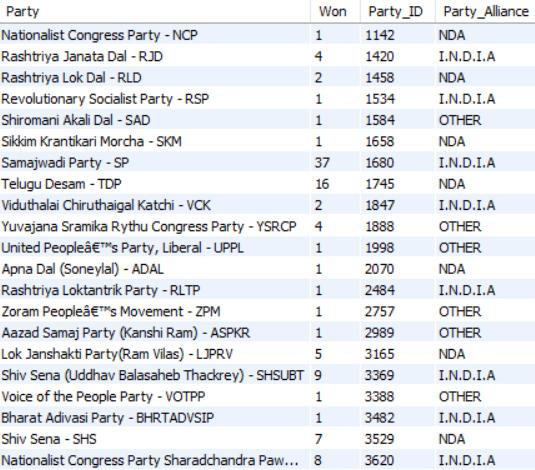 Party Won Party_ID Party_Alliance
Nationalist Congress Party - NCP 1 1142 NDA
Rashtriya Janata Dal - RJD 4 1420 I.N.D.I.A
Rashtriya Lok Dal - RLD 2 1458 NDA
Revolutionary Socialist Party - RSP 1 1534 I.N.D.I.A
Shiromani Akali Dal - SAD 1 1584 OTHER
Sikkim Krantikari Morcha - SKM 1 1658 NDA
Samajwadi Party - SP 37 1680 I.N.D.I.A
Telugu Desam - TDP 16 1745 NDA
Viduthalai Chiruthaigal Katchi - VCK 2 1847 I.N.D.I.A
Yuvajana Sramika Rythu Congress Party - YSRCP 4 1888 OTHER
United Peopleâ€™s Party, Liberal - UPPL 1 1998 OTHER
Apna Dal (Soneylal) - ADAL 1 2070 NDA
Rashtriya Loktantrik Party - RLTP 1 2484 I.N.D.I.A
Zoram Peopleâ€™s Movement - ZPM 1 2757 OTHER
Aazad Samaj Party (Kanshi Ram) - ASPKR 1 2989 OTHER
Lok Janshakti Party(Ram Vilas) - LJPRV 5 3165 NDA
Shiv Sena (Uddhav Balasaheb Thackrey) - SHSUBT 9 3369 I.N.D.I.A
Voice of the People Party - VOTPP 1 3388 OTHER
Bharat Adivasi Party - BHRTADVSIP 1 3482 I.N.D.I.A
Shiv Sena - SHS 7 3529 NDA
Nationalist Congress Party Sharadchandra Paw... 8 3620 I.N.D.I.A